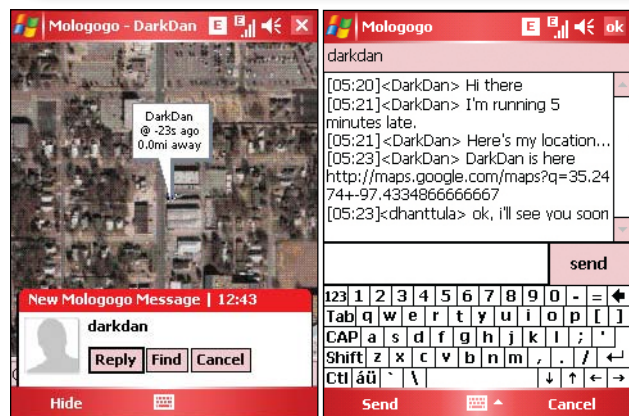 Mologogo - DarkDan E E
DarkDan
@ -23s ago
0.0mi away
New Mologogo Message | 12:43
darkdan
Reply Find Cancel
Hide
Mologogo E E ok
darkdan
[05:20]<DarkDan> Hi there
[05:21]<DarkDan> I'm running 5
minutes late.
[05:21]<DarkDan> Here's my location...
[05:23]<DarkDan> DarkDan is here
http://maps.google.com/maps?q=35.24
74+-97.4334866666667
[05:23]<dhanttula> ok, i'll see you soon
send
123 1 2 3 4 5 6 7 8 9 0 - =
Tab q w e r t y u i o p [ ]
CAP a s d f g h j k l ; '
Shift z x c v b n m , . /
Ctl áü ` \
Send Cancel